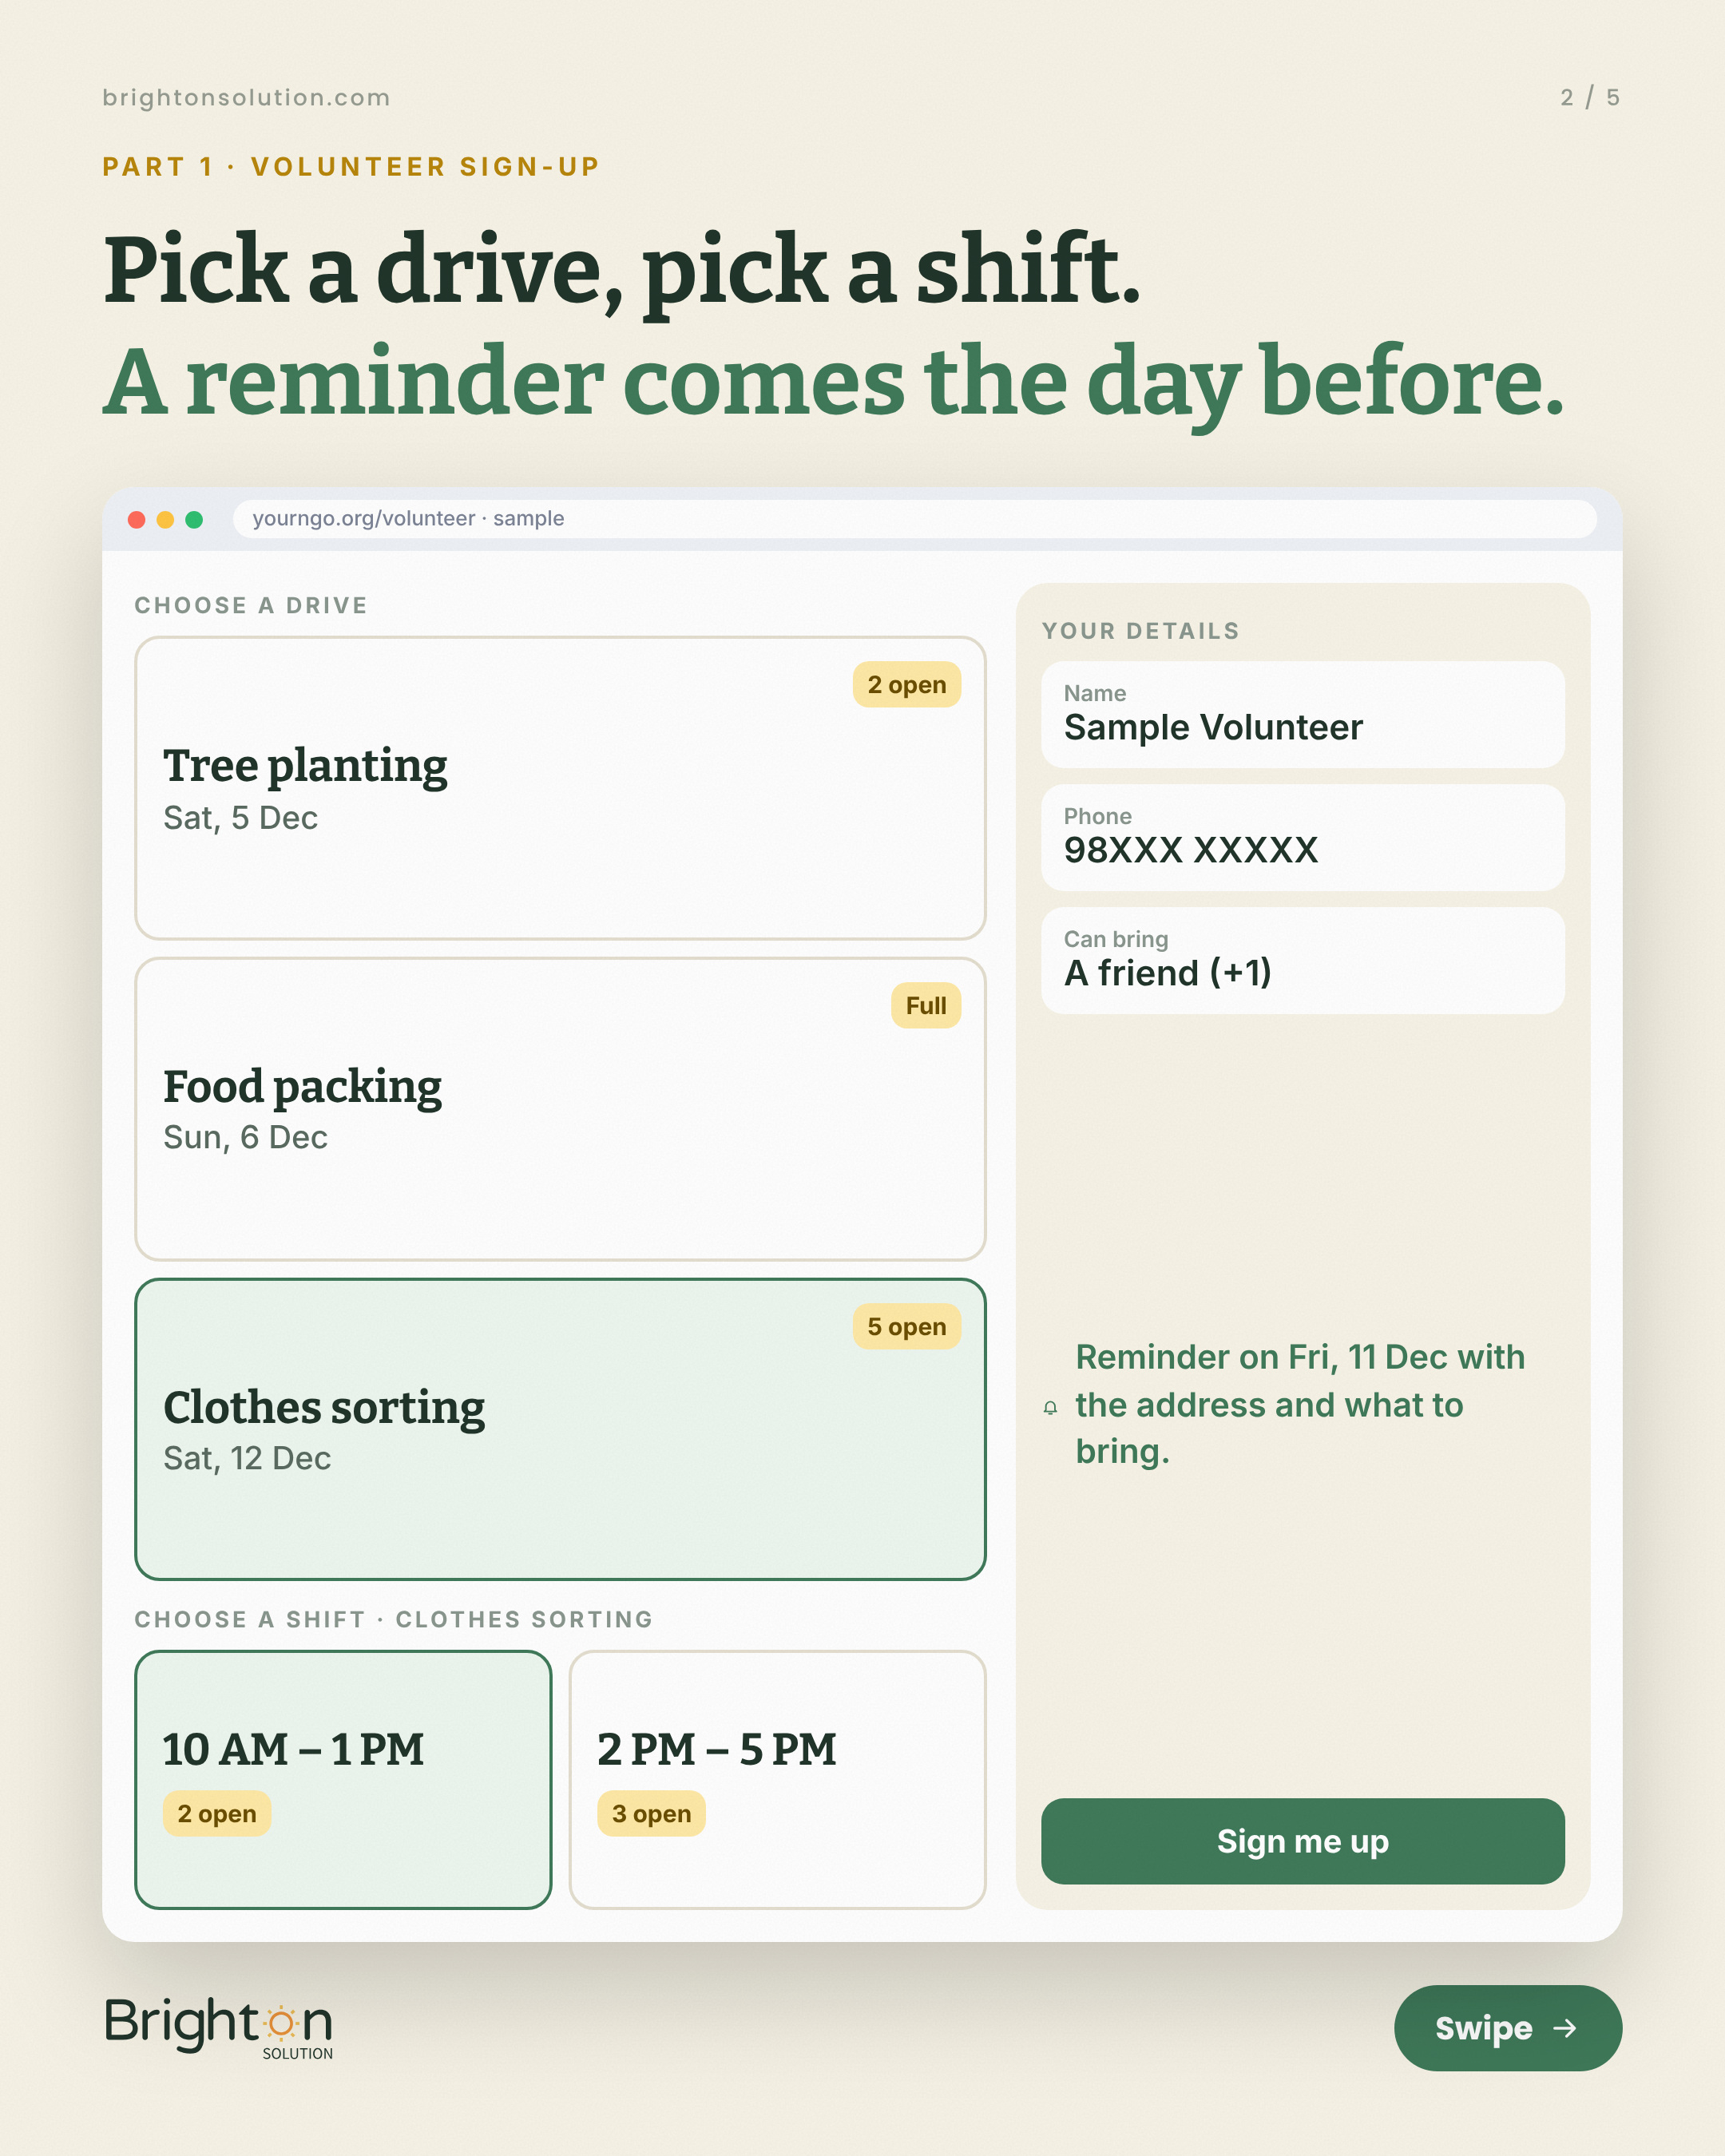 brightonsolution.com
2 / 5
PART 1 · VOLUNTEER SIGN-UP
Pick a drive, pick a shift.
A reminder comes the day before.
yourngo.org/volunteer · sample
CHOOSE A DRIVE
2 open
Tree planting
Sat, 5 Dec
Full
Food packing
Sun, 6 Dec
5 open
Clothes sorting
Sat, 12 Dec
CHOOSE A SHIFT · CLOTHES SORTING
10 AM – 1 PM
2 open
2 PM – 5 PM
3 open
YOUR DETAILS
Name
Sample Volunteer
Phone
98XXX XXXXX
Can bring
A friend (+1)
Reminder on Fri, 11 Dec with
the address and what to
bring.
Sign me up
Brighton
SOLUTION
Swipe →